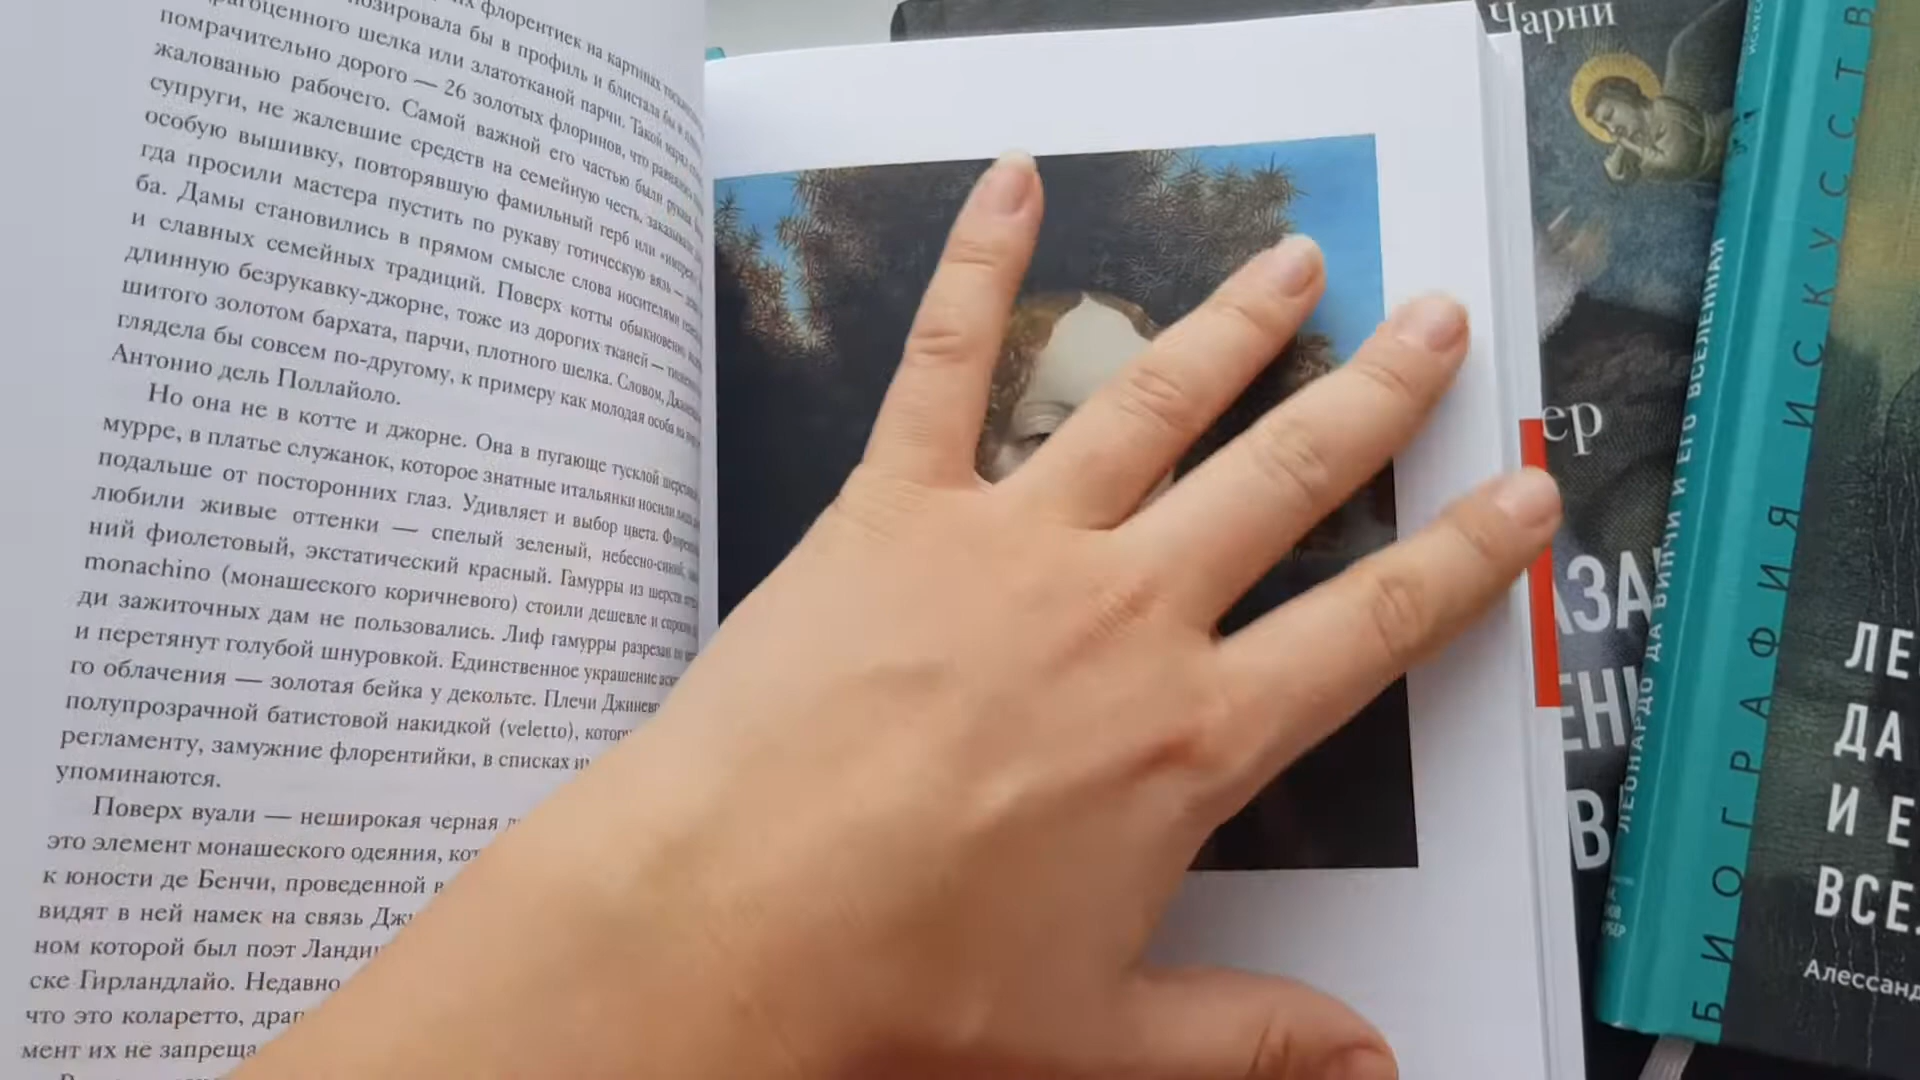 флорентиек на картинах
позировала бы в профиль и блистала бы
драгоценного шелка или златотканой парчи. Такой наряд
помрачительно дорого — 26 золотых флоринов, что равнялось
жалованью рабочего. Самой важной его частью были рукава.
супруги, не жалевшие средств на семейную честь, заказывали
особую вышивку, повторявшую фамильный герб или
гда просили мастера пустить по рукаву готическую вязь —
ба. Дамы становились в прямом смысле слова носителями
и славных семейных традиций. Поверх котты обыкновенно
длинную безрукавку-джорне, тоже из дорогих тканей —
шитого золотом бархата, парчи, плотного шелка. Словом,
глядела бы совсем по-другому, к примеру как молодая особа на
Антонио дель Поллайоло.
Но она не в котте и джорне. Она в пугающе тусклой
мурре, в платье служанок, которое знатные итальянки носили лишь
подальше от посторонних глаз. Удивляет и выбор цвета.
любили живые оттенки — спелый зеленый, небесно-синий,
ний фиолетовый, экстатический красный. Гамурры из шерсти
monachino (монашеского коричневого) стоили дешевле и
ди зажиточных дам не пользовались. Лиф гамурры разрезан
и перетянут голубой шнуровкой. Единственное украшение
го облачения — золотая бейка у декольте. Плечи
полупрозрачной батистовой накидкой (veletto),
регламенту, замужние флорентийки, в списках
упоминаются.
Поверх вуали — неширокая черная
это элемент монашеского одеяния,
к юности де Бенчи, проведенной в
видят в ней намек на связь
ном которой был поэт
ске Гирландлайо. Недавно
что это коларетто,
мент их не запреща
Чарни
ер
АЗА
ЕНИ
В
ЛЕОНАРДО ДА ВИНЧИ И ЕГО ВСЕЛЕННАЯ
БИОГРАФИЯ ИСКУССТВ
ЛЕ
ДА
И Е
ВСЕ
Алессанд